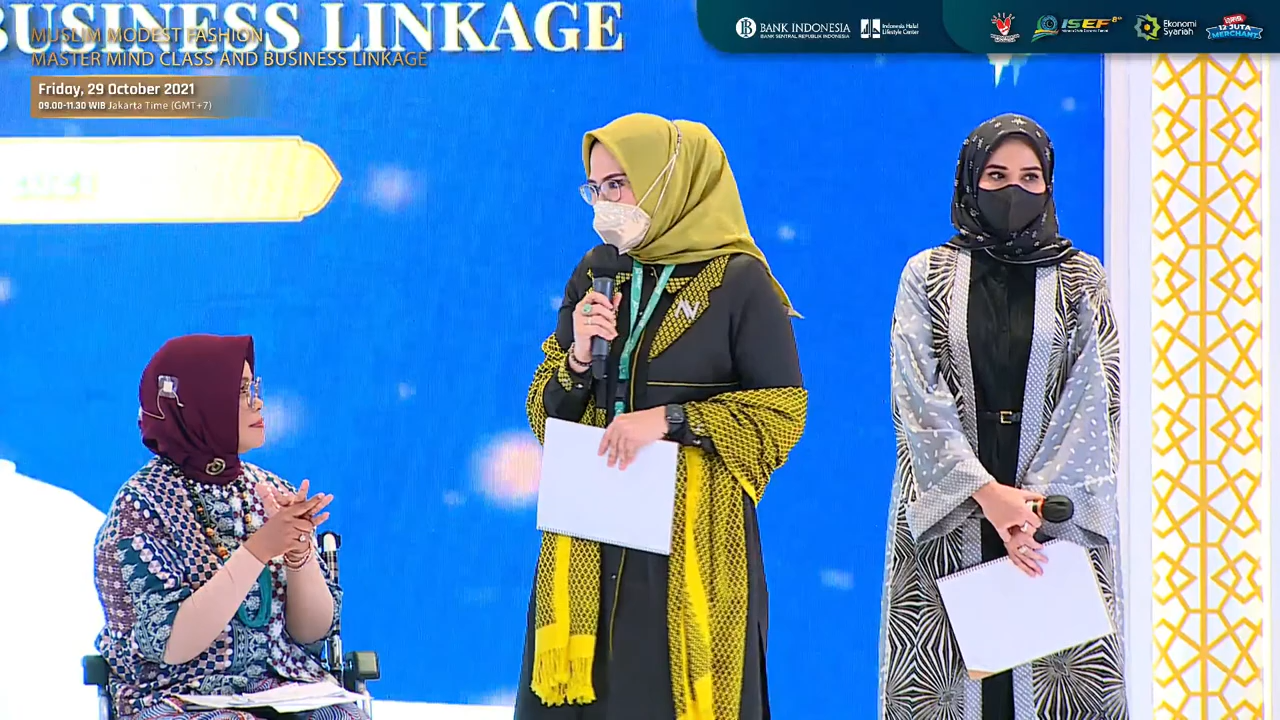 BUSINESS LINKAGE
MUSLIM MODEST FASHION
MASTER MIND CLASS AND BUSINESS LINKAGE
Friday, 29 October 2021
09.00-11.30 WIB Jakarta Time (GMT+7)
BANK INDONESIA
BANK SENTRAL REPUBLIK INDONESIA
Indonesia Halal
Lifestyle Center
ISEF 8th
Ekonomi
Syariah
12 JUTA
MERCHANT